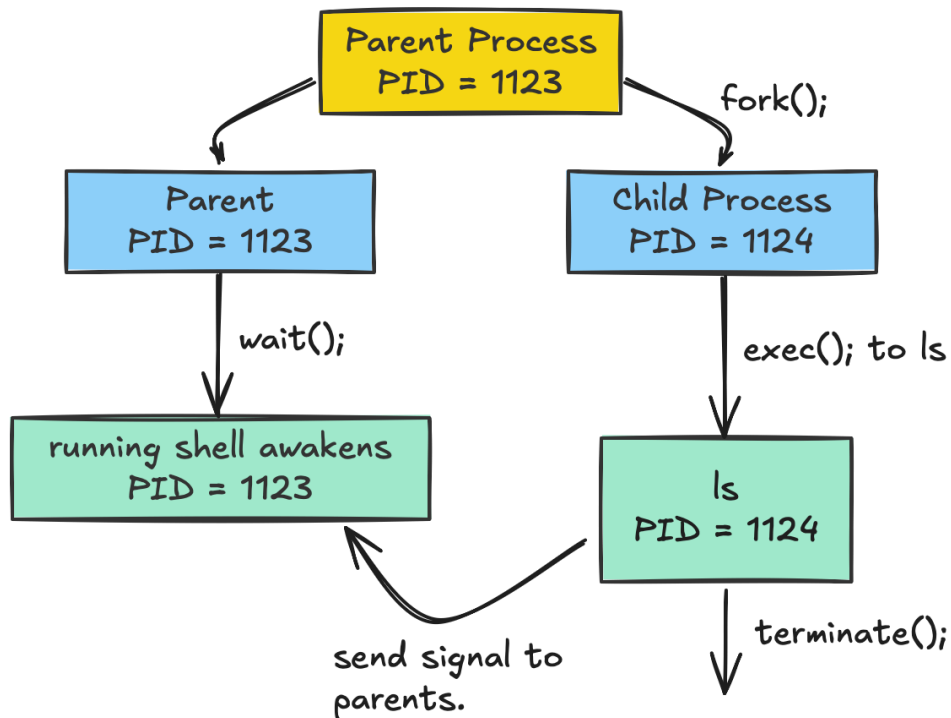 Parent Process
PID = 1123
fork();
Parent
PID = 1123
Child Process
PID = 1124
wait();
exec(); to ls
running shell awakens
PID = 1123
ls
PID = 1124
terminate();
send signal to
parents.